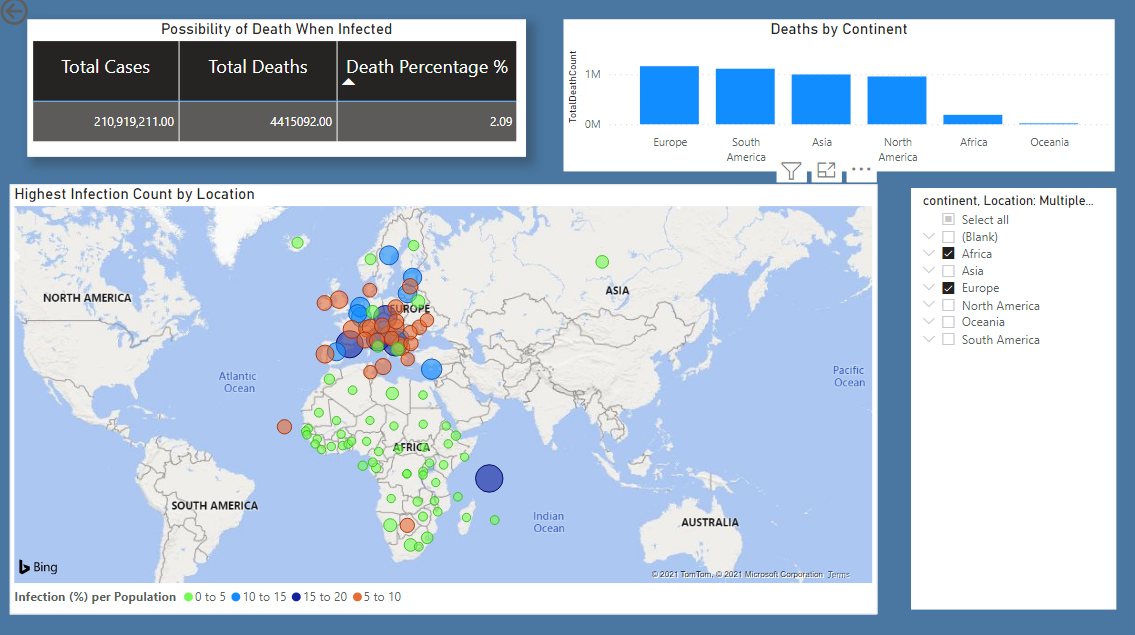 Possibility of Death When Infected
Total Cases Total Deaths Death Percentage %
210,919,211.00 4415092.00 2.09
Deaths by Continent
TotalDeathCount
1M
0M
Europe South America Asia North America Africa Oceania
Highest Infection Count by Location
NORTH AMERICA
EUROPE
ASIA
Atlantic Ocean
Pacific Ocean
AFRICA
SOUTH AMERICA
Indian Ocean
AUSTRALIA
Bing
© 2021 TomTom, © 2021 Microsoft Corporation Terms
Infection (%) per Population 0 to 5 10 to 15 15 to 20 5 to 10
continent, Location: Multiple...
Select all
(Blank)
Africa
Asia
Europe
North America
Oceania
South America